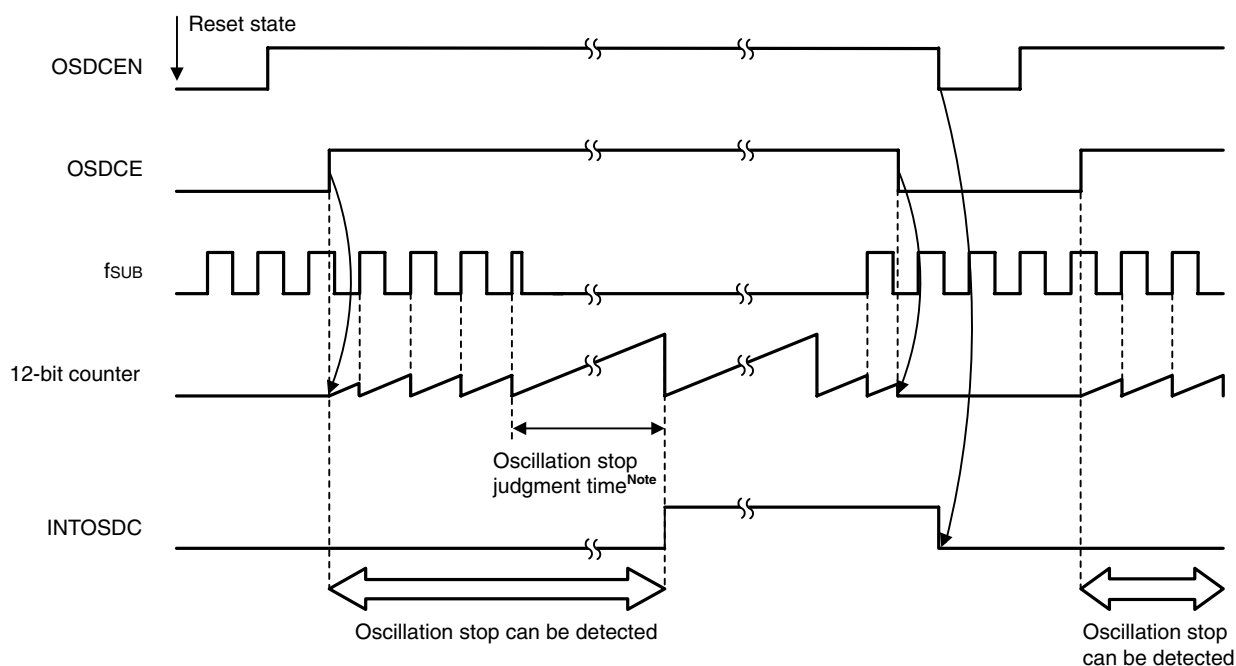 Reset state
OSDCEN
OSDCE
fSUB
12-bit counter
Oscillation stop
judgment timeNote
INTOSDC
Oscillation stop can be detected
Oscillation stop
can be detected